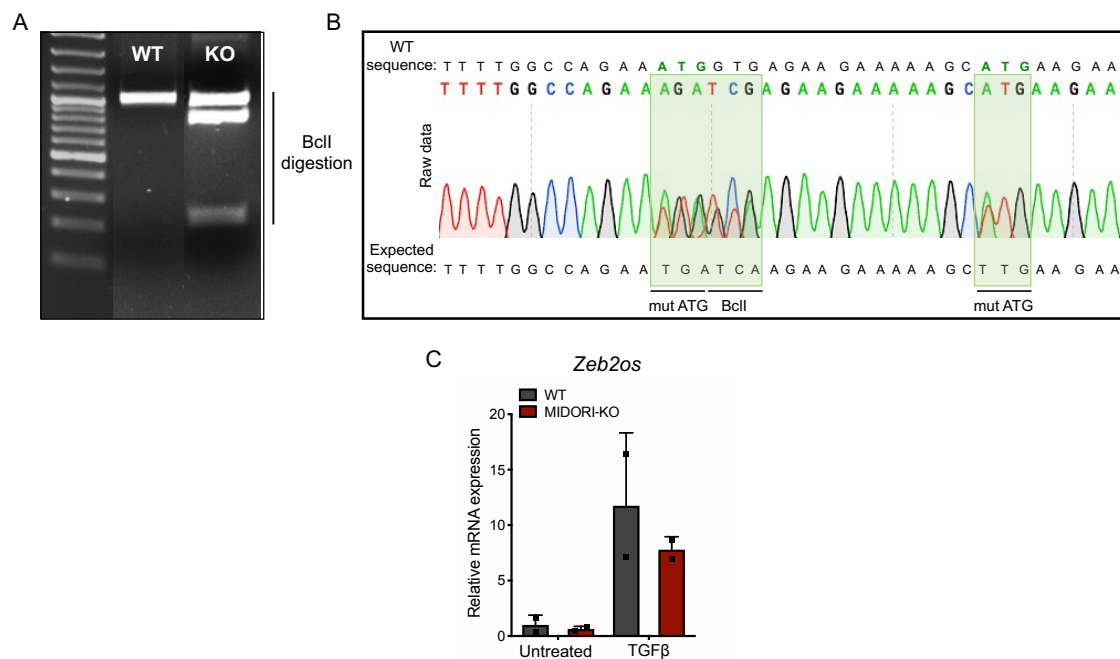 A
WT KO
BclI
digestion
B
WT
sequence: T T T T G G C C A G A A A T G G T G A G A A G A A A A A G C A T G A A G A A
T T T T G G C C A G A A A G A T C G A G A A G A A A A A G C A T G A A G A A
Raw data
Expected
sequence: T T T T G G C C A G A A T G A T C A A G A A G A A A A A G C T T G A A G A A
mut ATG BclI mut ATG
C
Zeb2os
WT
MIDORI-KO
Relative mRNA expression
20
15
10
5
0
Untreated TGFβ